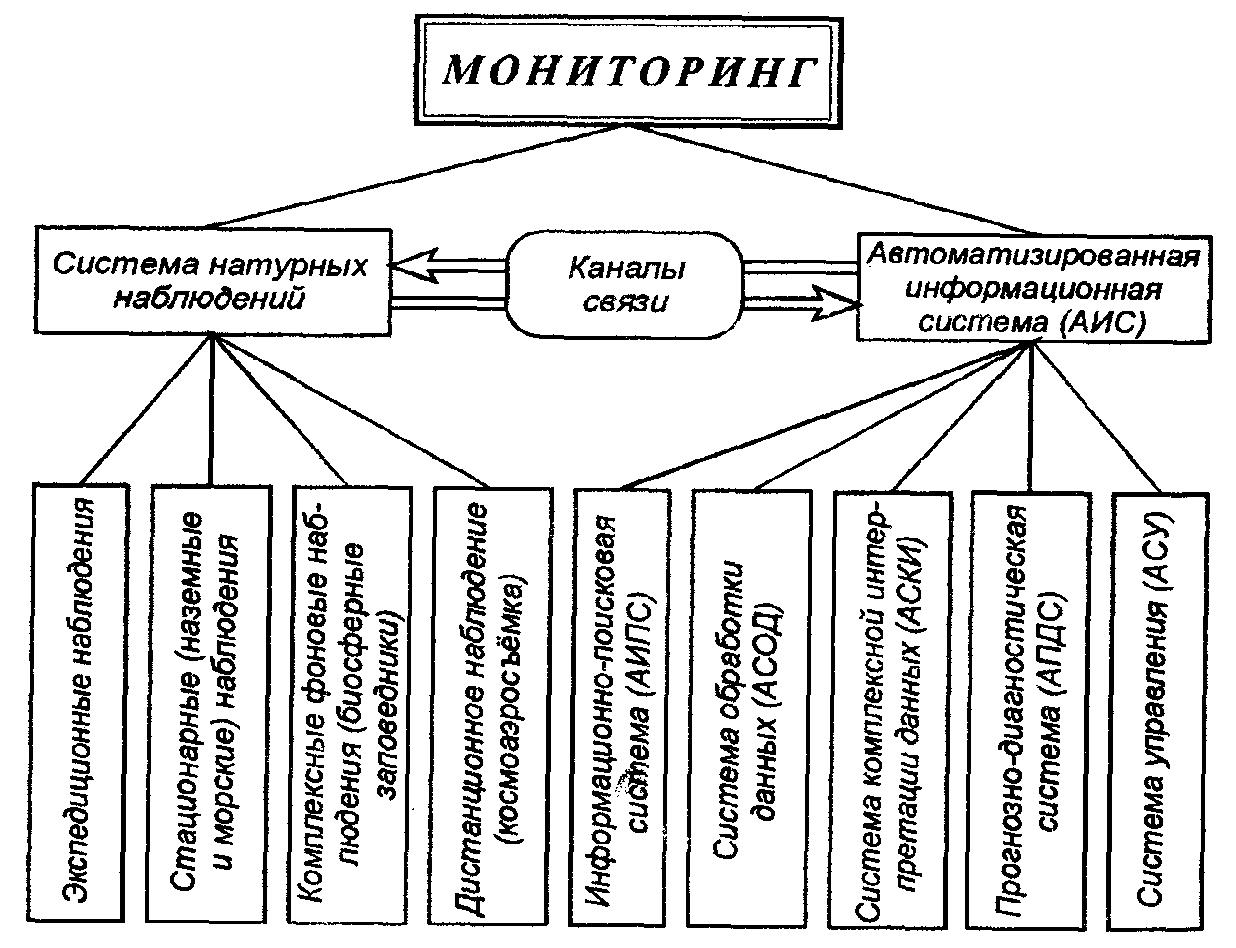 МОНИТОРИНГ
Система натурных
наблюдений
Каналы
связи
Автоматизированная
информационная
система (АИС)
Экспедиционные наблюдения
Стационарные (наземные
и морские) наблюдения
Комплексные фоновые наб-
людения (биосферные
заповедники)
Дистанционное наблюдение
(космоаэросъёмка)
Информационно-поисковая
система (АИПС)
Система обработки
данных (АСОД)
Система комплексной интер-
претации данных (АСКИ)
Прогнозно-диагностическая
система (АПДС)
Система управления (АСУ)